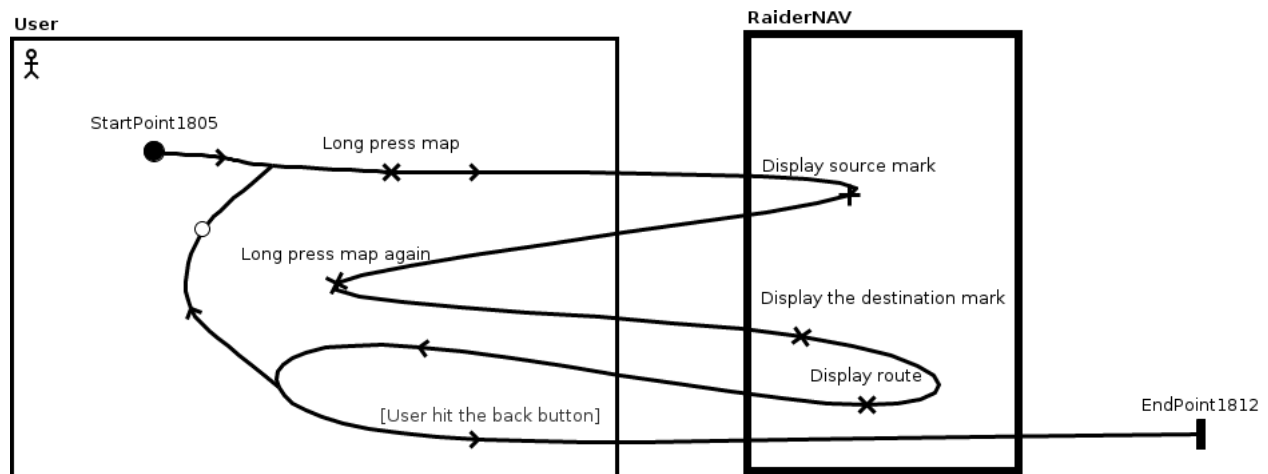 User
RaiderNAV
StartPoint1805
Long press map
Display source mark
Long press map again
Display the destination mark
Display route
[User hit the back button]
EndPoint1812